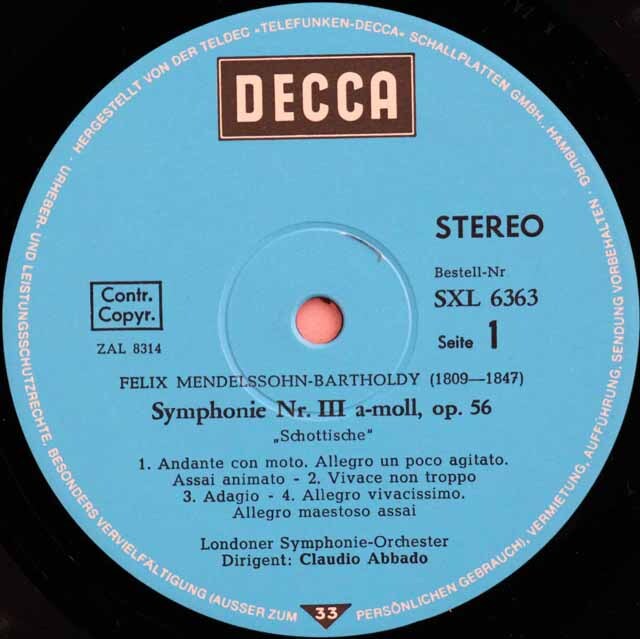 · HERGESTELLT VON DER TELDEC »TELEFUNKEN-DECCA« SCHALLPLATTEN GMBH., HAMBURG ·
URHEBER- UND LEISTUNGSSCHUTZRECHTE, BESONDERS VERVIELFÄLTIGUNG (AUSSER ZUM PERSÖNLICHEN GEBRAUCH), VERMIETUNG, AUFFÜHRUNG, SENDUNG VORBEHALTEN ·
DECCA
STEREO
Bestell-Nr
SXL 6363
Seite 1
Contr.
Copyr.
ZAL 8314
FELIX MENDELSSOHN-BARTHOLDY (1809—1847)
Symphonie Nr. III a-moll, op. 56
„Schottische"
1. Andante con moto. Allegro un poco agitato.
Assai animato - 2. Vivace non troppo
3. Adagio - 4. Allegro vivacissimo.
Allegro maestoso assai
Londoner Symphonie-Orchester
Dirigent: Claudio Abbado
33